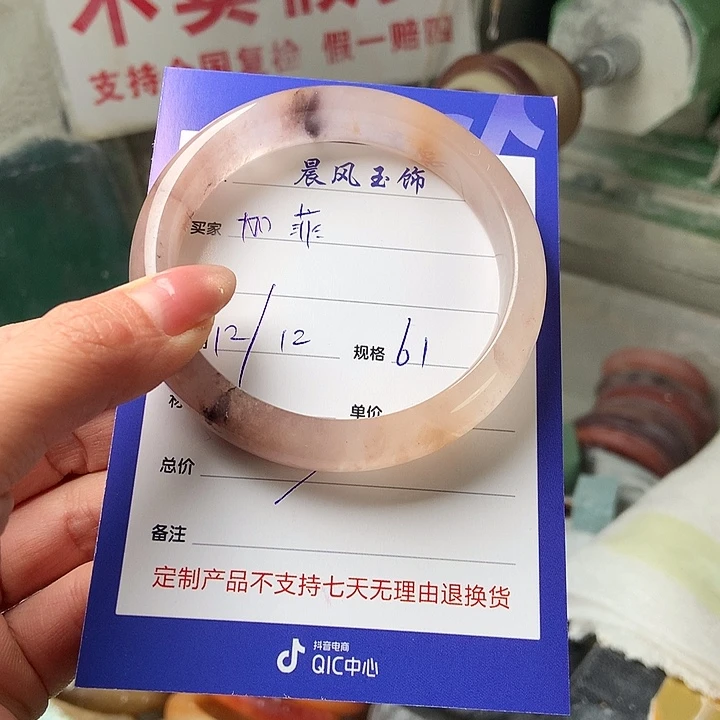 支持全国复检 假一赔四
晨风玉饰
买家 加菲
12/12 规格 61
单价
总价
备注
定制产品不支持七天无理由退换货
抖音电商
QIC中心